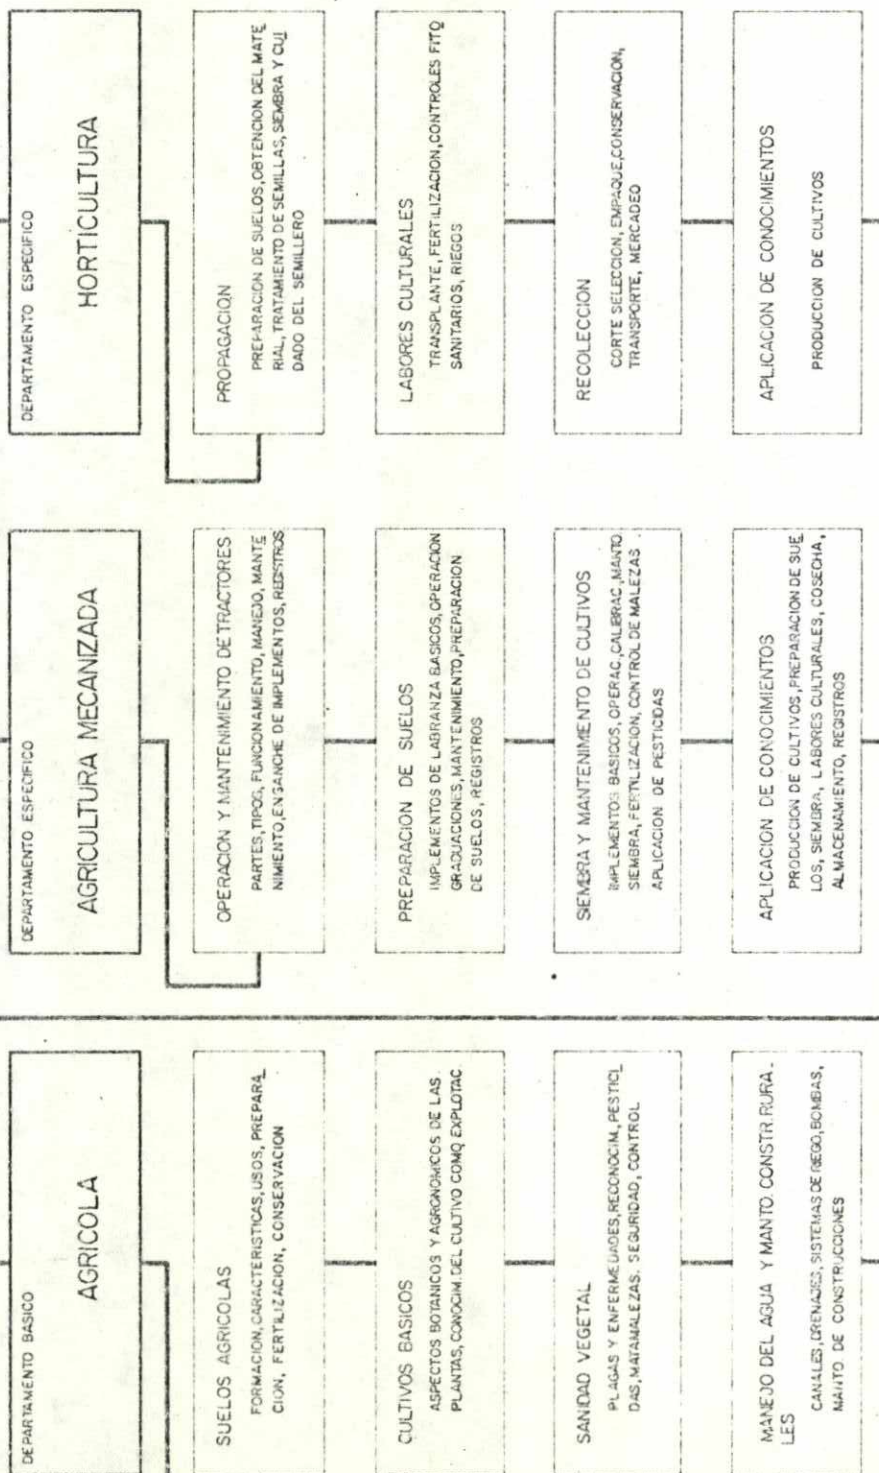 DEPARTAMENTO BASICO
AGRICOLA
SUELOS AGRICOLAS
FORMACION, CARACTERISTICAS, USOS, PREPARA
CION, FERTILIZACION, CONSERVACION
CULTIVOS BASICOS
ASPECTOS BOTANICOS Y AGRONOMICOS DE LAS
PLANTAS, CONOCIM. DEL CULTIVO COMO EXPLOTAC.
SANIDAD VEGETAL
PLAGAS Y ENFERMEDADES, RECONOCIM, PESTICI
DAS, MATAMALEZAS. SEGURIDAD, CONTROL
MANEJO DEL AGUA Y MANTO. CONSTR. RURA.
LES
CANALES, DRENAJES, SISTEMAS DE RIEGO, BOMBAS,
MANTO DE CONSTRUCCIONES
DEPARTAMENTO ESPECIFICO
AGRICULTURA MECANIZADA
OPERACION Y MANTENIMIENTO DE TRACTORES
PARTES, TIPOS, FUNCIONAMIENTO, MANEJO, MANTE
NIMIENTO, ENGANCHE DE IMPLEMENTOS, REGISTROS
PREPARACION DE SUELOS
IMPLEMENTOS DE LABRANZA BASICOS, OPERACION
GRADUACIONES, MANTENIMIENTO, PREPARACION
DE SUELOS, REGISTROS
SIEMBRA Y MANTENIMIENTO DE CULTIVOS
IMPLEMENTOS BASICOS, OPERAC, CALIBRAC, MANTO
SIEMBRA, FERTILIZACION, CONTROL DE MALEZAS
APLICACION DE PESTICIDAS
APLICACION DE CONOCIMIENTOS
PRODUCCION DE CULTIVOS, PREPARACION DE SUE
LOS, SIEMBRA, LABORES CULTURALES, COSECHA,
ALMACENAMIENTO, REGISTROS
DEPARTAMENTO ESPECIFICO
HORTICULTURA
PROPAGACION
PREPARACION DE SUELOS, OBTENCION DEL MATE
RIAL, TRATAMIENTO DE SEMILLAS, SIEMBRA Y CUI
DADO DEL SEMILLERO
LABORES CULTURALES
TRANSPLANTE, FERTILIZACION, CONTROLES FITO
SANITARIOS, RIEGOS
RECOLECCION
CORTE SELECCION, EMPAQUE, CONSERVACION,
TRANSPORTE, MERCADEO
APLICACION DE CONOCIMIENTOS
PRODUCCION DE CULTIVOS